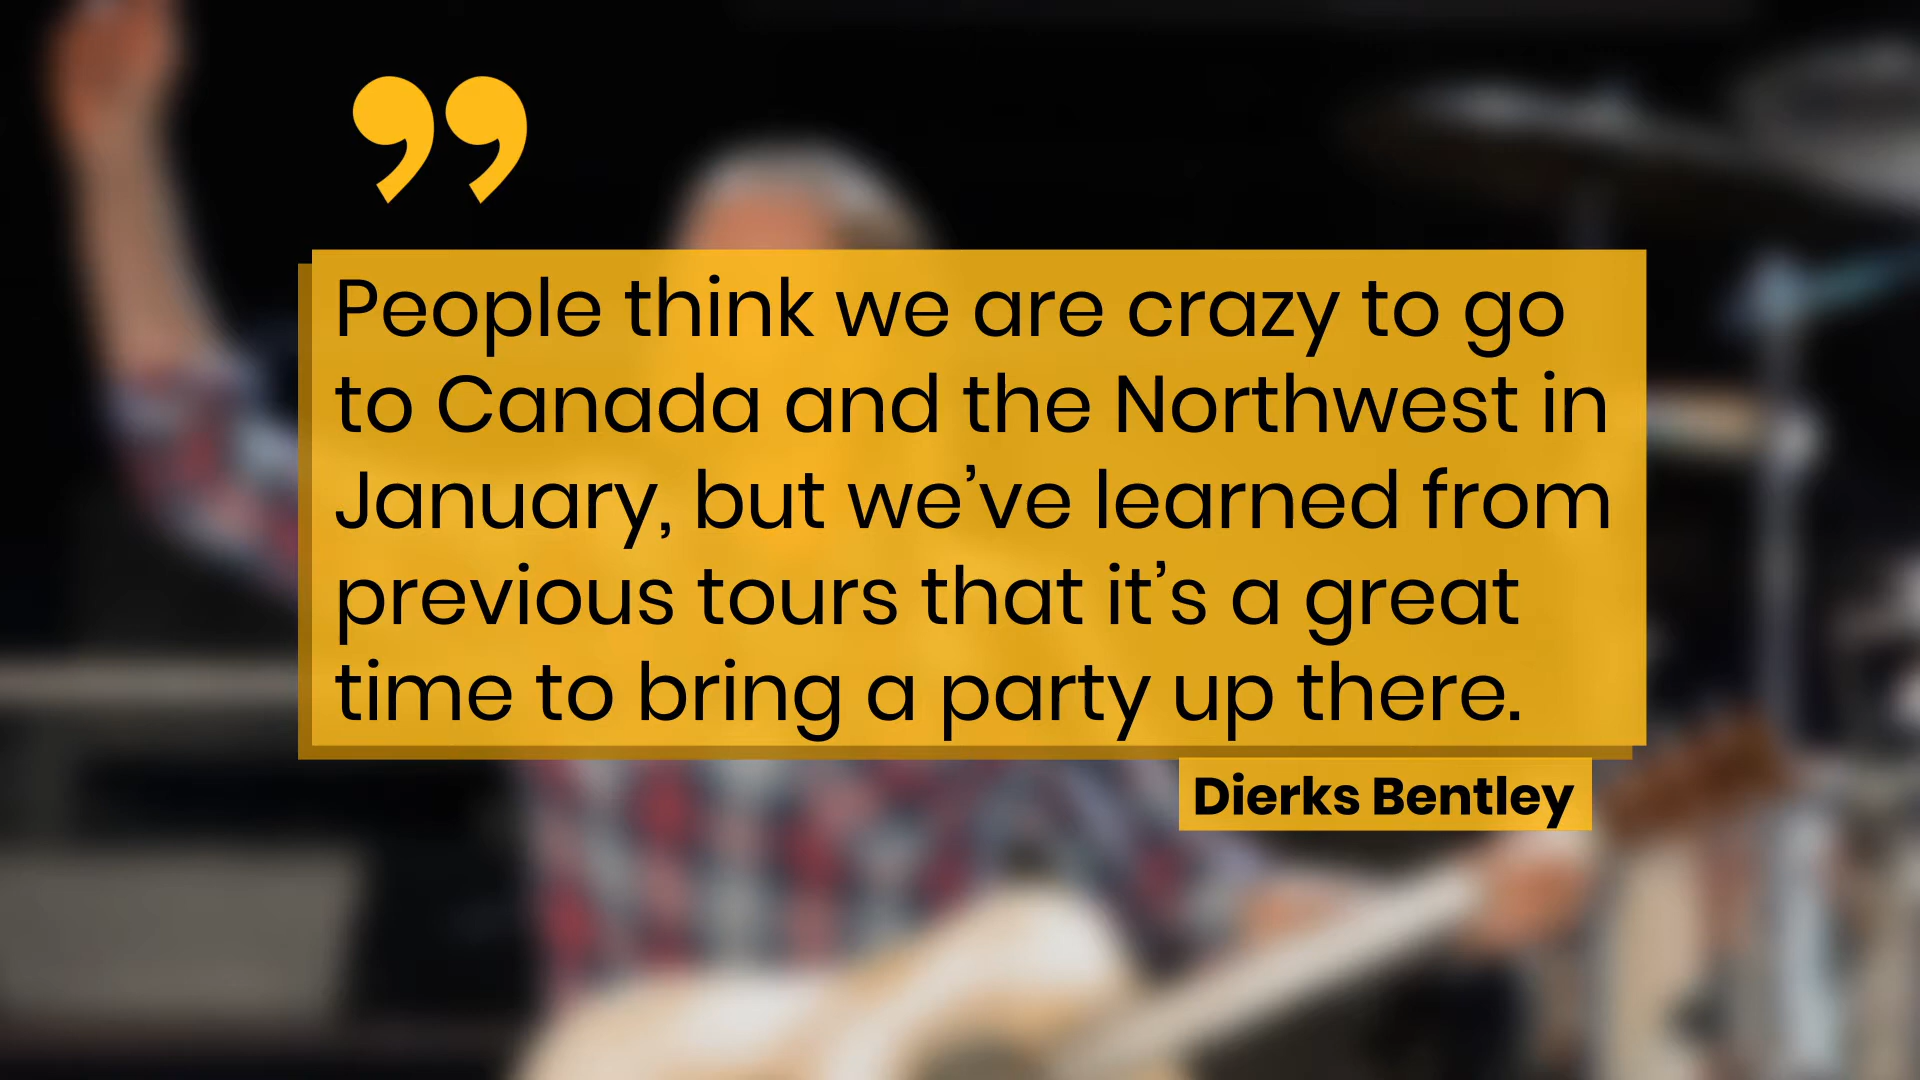 ”
People think we are crazy to go
to Canada and the Northwest in
January, but we’ve learned from
previous tours that it’s a great
time to bring a party up there.
Dierks Bentley